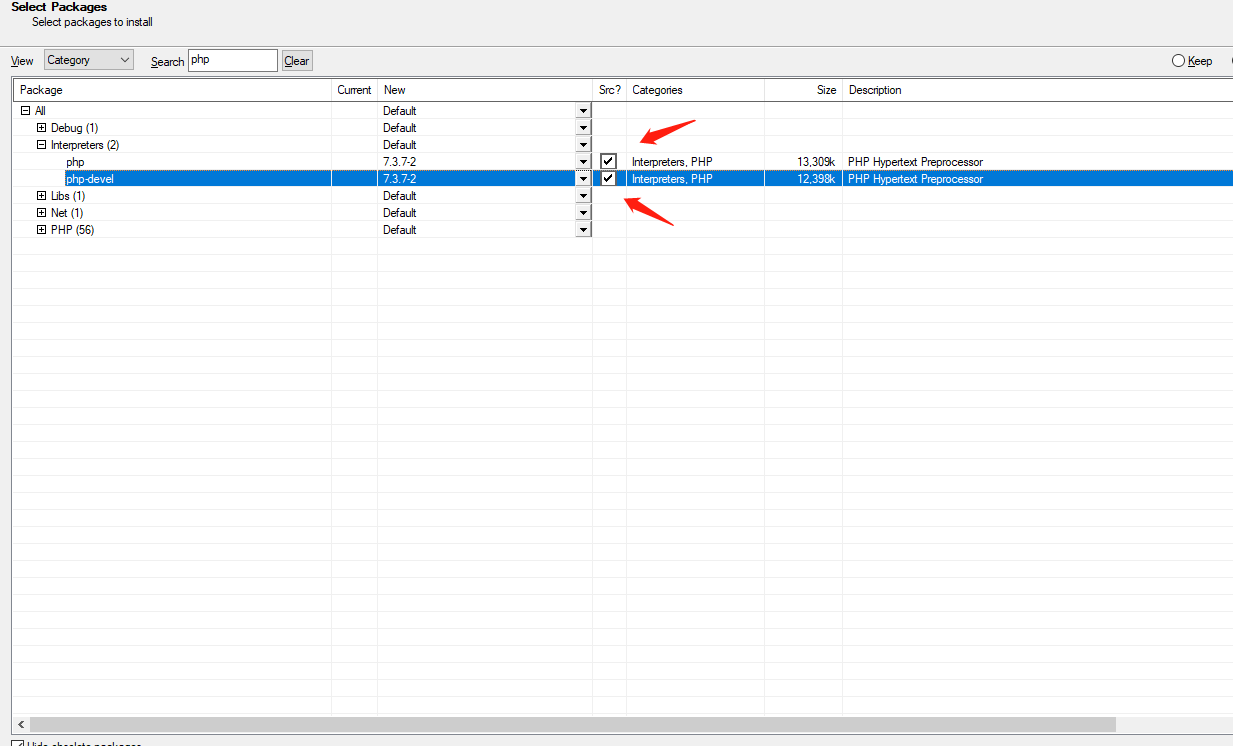 Select Packages
Select packages to install
View Category Search php Clear Keep
Package Current New Src? Categories Size Description
All Default
Debug (1) Default
Interpreters (2) Default
php 7.3.7-2 Interpreters, PHP 13,309k PHP Hypertext Preprocessor
php-devel 7.3.7-2 Interpreters, PHP 12,398k PHP Hypertext Preprocessor
Libs (1) Default
Net (1) Default
PHP (56) Default
Hide obsolete packages